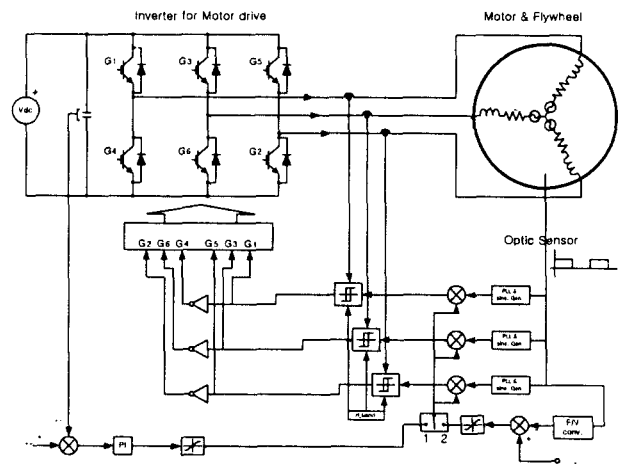 Inverter for Motor drive
Motor & Flywheel
G1
G3
G5
Vdc
+
G4
G6
G2
G2 G6 G4 G5 G3 G1
Optic Sensor
PLL &
sine. Gen
PLL &
sine. Gen
PLL &
sine. Gen
1 2
PI
F/V
conv.